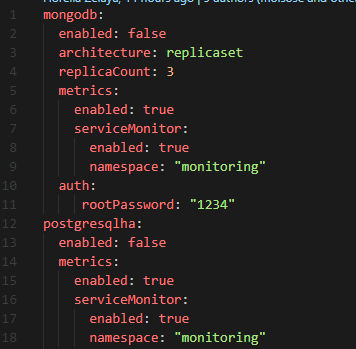 1 mongodb:
2   enabled: false
3   architecture: replicaset
4   replicaCount: 3
5   metrics:
6     enabled: true
7     serviceMonitor:
8       enabled: true
9       namespace: "monitoring"
10   auth:
11      rootPassword: "1234"
12 postgresqlha:
13   enabled: false
14   metrics:
15     enabled: true
16     serviceMonitor:
17       enabled: true
18       namespace: "monitoring"